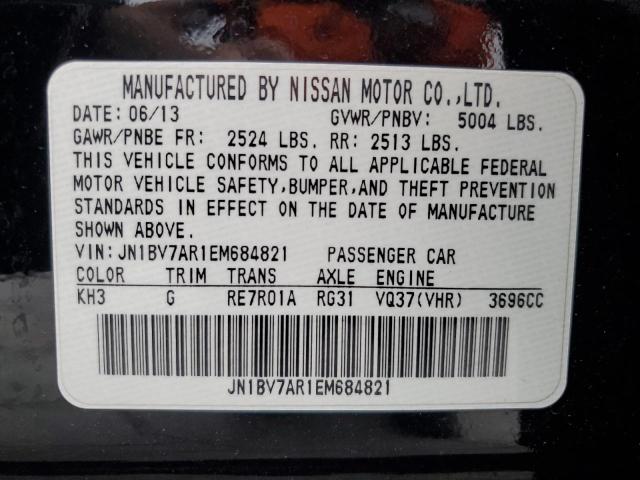 MANUFACTURED BY NISSAN MOTOR CO.,LTD.
DATE: 06/13 GVWR/PNBV: 5004 LBS.
GAWR/PNBE FR: 2524 LBS. RR: 2513 LBS.
THIS VEHICLE CONFORMS TO ALL APPLICABLE FEDERAL
MOTOR VEHICLE SAFETY,BUMPER,AND THEFT PREVENTION
STANDARDS IN EFFECT ON THE DATE OF MANUFACTURE
SHOWN ABOVE.
VIN:JN1BV7AR1EM684821 PASSENGER CAR
COLOR TRIM TRANS AXLE ENGINE
KH3 G RE7R01A RG31 VQ37(VHR) 3696CC
JN1BV7AR1EM684821